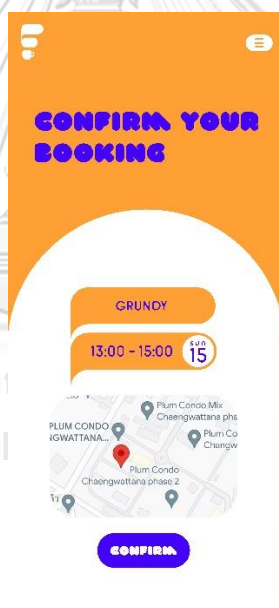 CONFIRM YOUR
BOOKING
GRUNDY
13:00 - 15:00
SUN
15
Plum Condo Mix
Chaengwattana pha
PLUM CONDO
NGWATTANA...
Plum Co
Chaengw
Plum Condo
Chaengwattana phase 2
CONFIRM